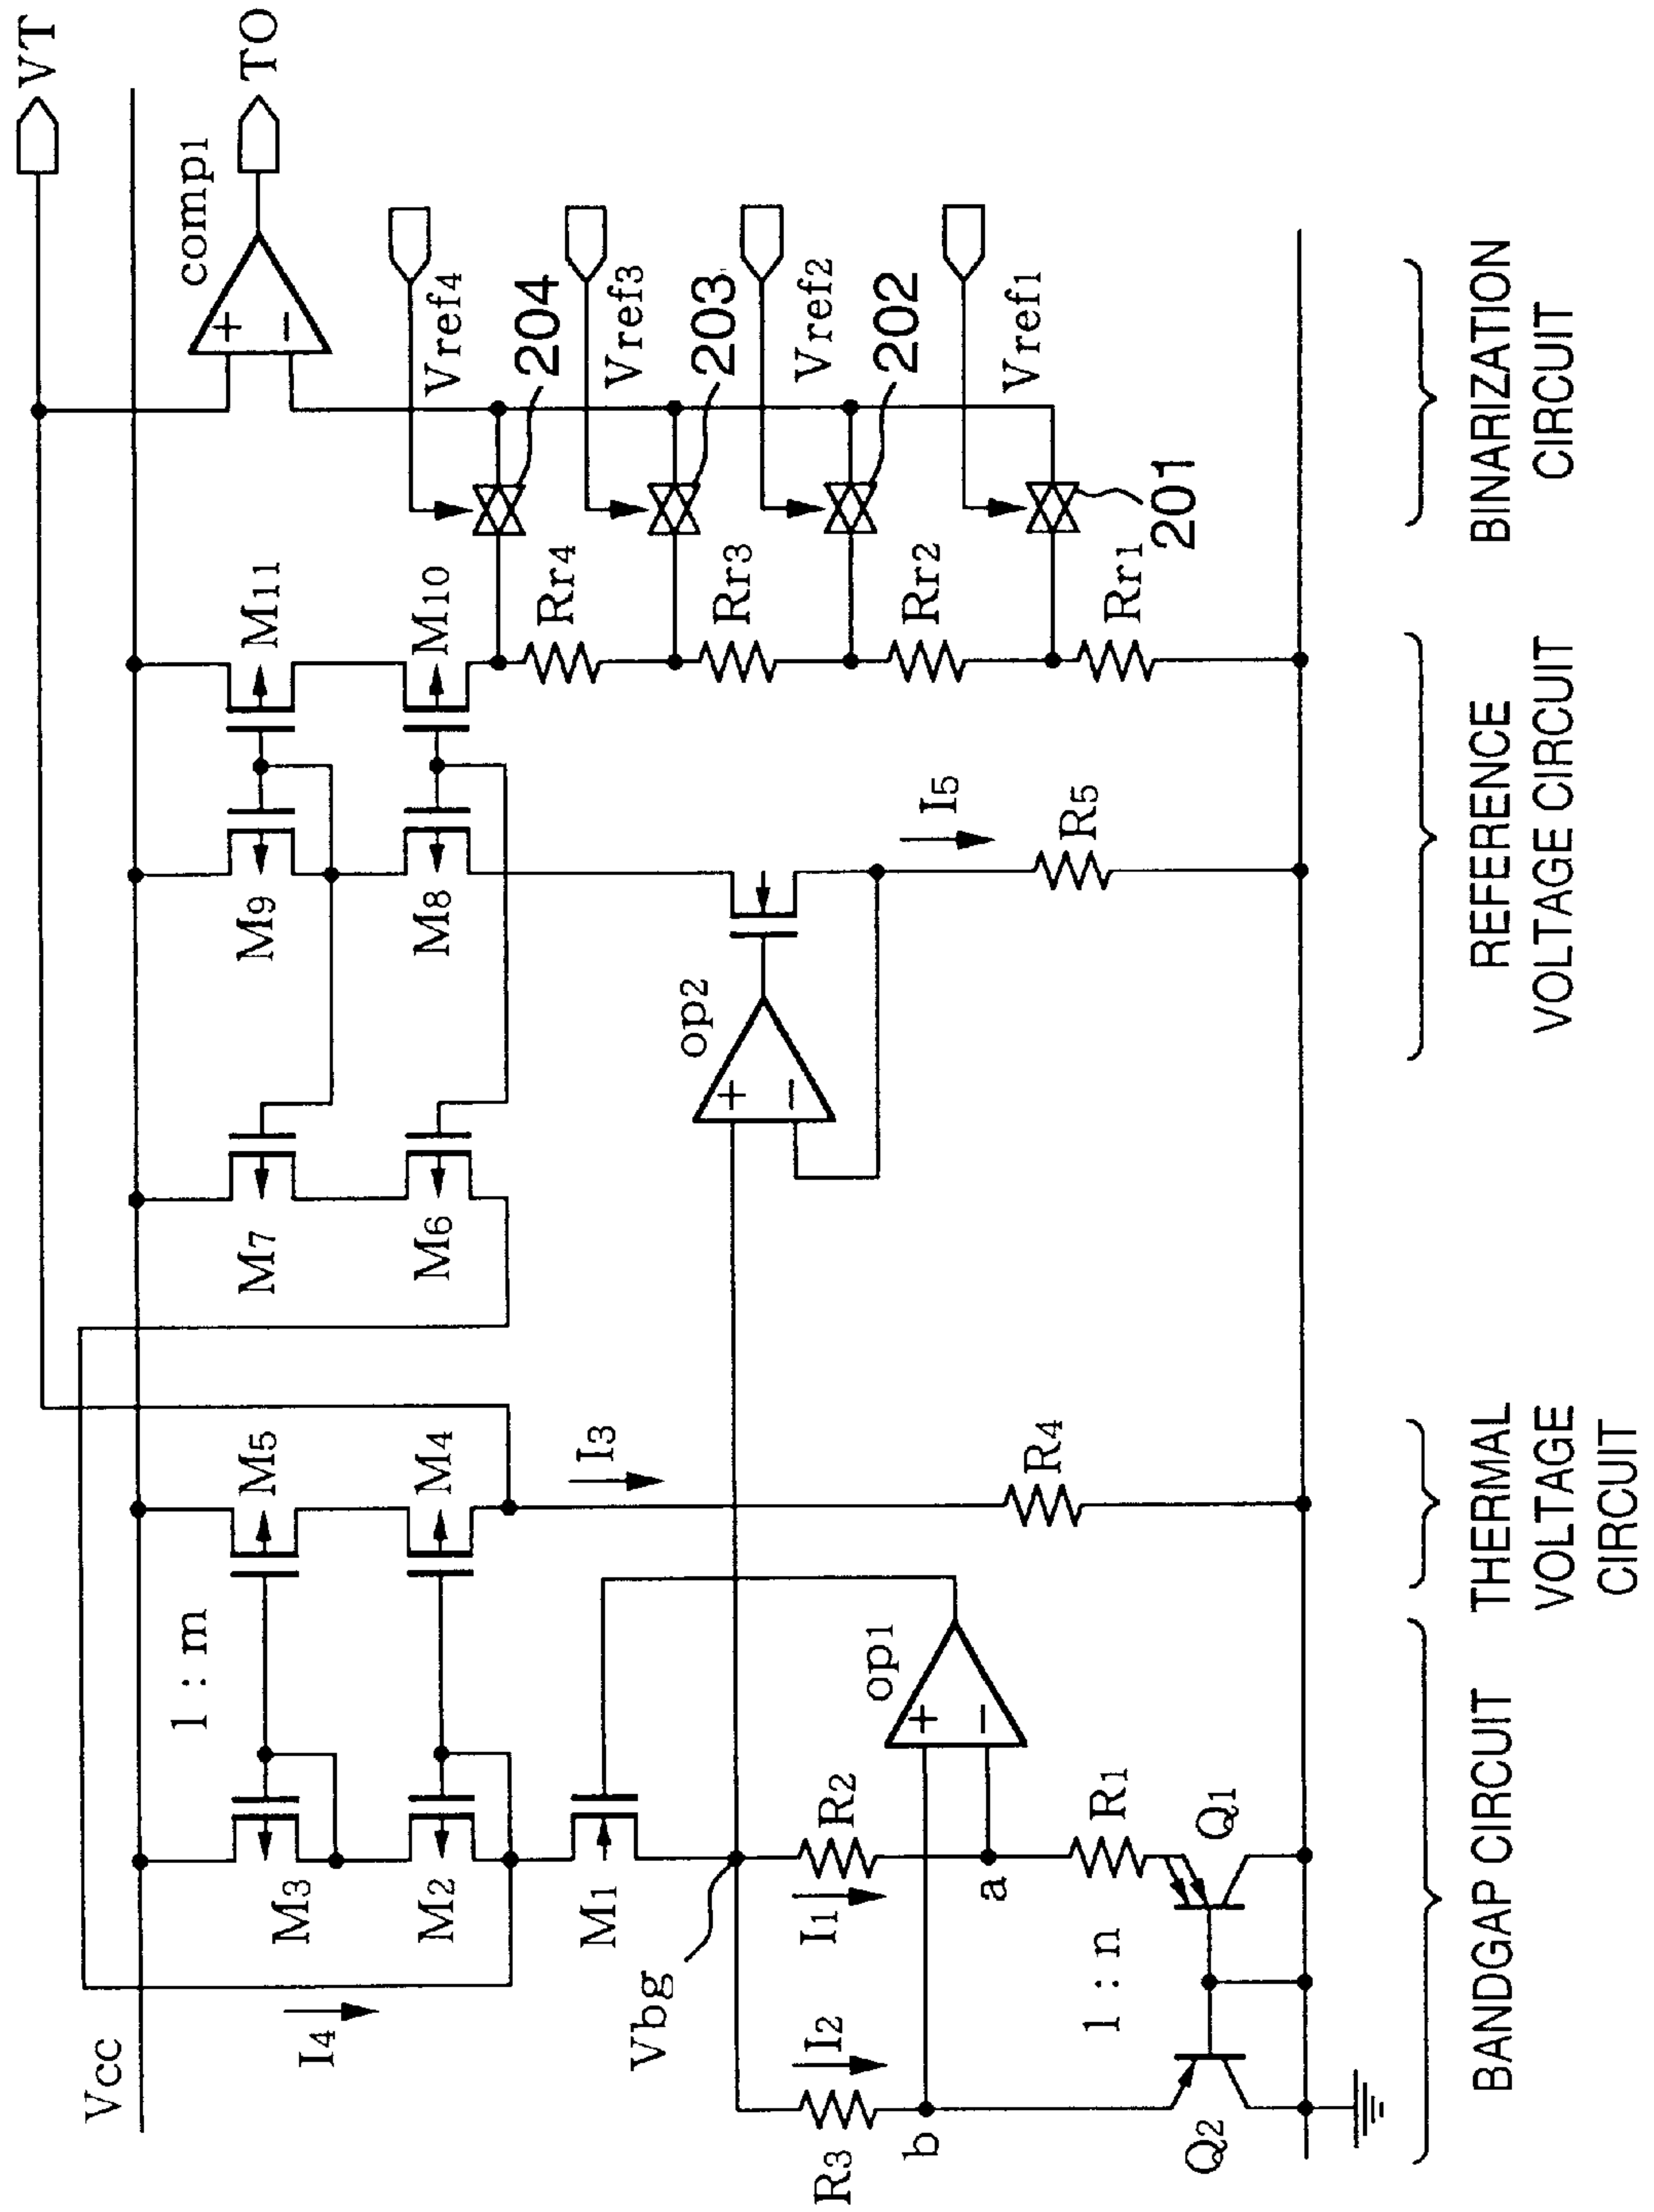 VT
TO
Vcc
comp1
I4
M3
1 : m
M5
M7
M9
M11
M2
M4
M6
M8
M10
Vref4
204
Vref3
203
Vref2
202
Vref1
201
M1
I3
op2
Rr4
Rr3
Rr2
Rr1
Vbg
I2
I1
R3
R2
op1
I5
R5
R4
b
a
R1
1 : n
Q2
Q1
+
−
+
−
+
−
BANDGAP CIRCUIT
THERMAL
VOLTAGE
CIRCUIT
REFERENCE
VOLTAGE CIRCUIT
BINARIZATION
CIRCUIT